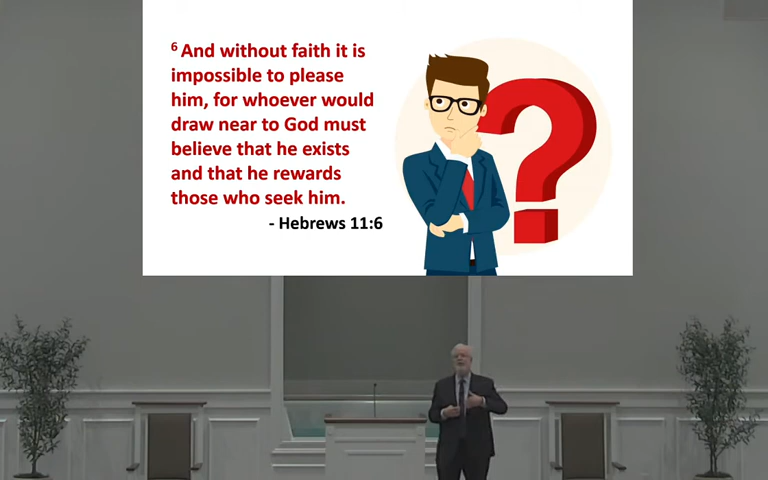 6 And without faith it is
impossible to please
him, for whoever would
draw near to God must
believe that he exists
and that he rewards
those who seek him.
- Hebrews 11:6